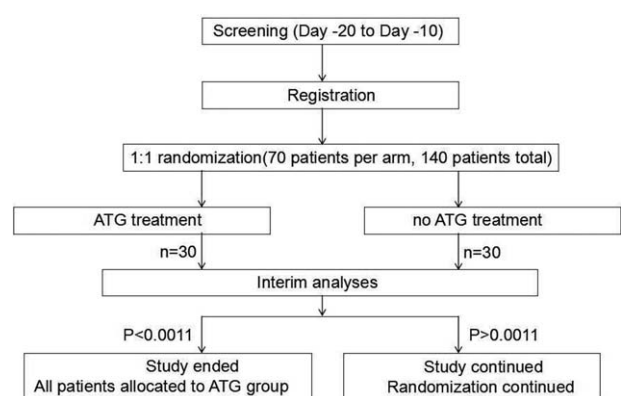 Screening (Day -20 to Day -10)
Registration
1:1 randomization(70 patients per arm, 140 patients total)
ATG treatment
no ATG treatment
n=30
n=30
Interim analyses
P<0.0011
P>0.0011
Study ended
All patients allocated to ATG group
Study continued
Randomization continued